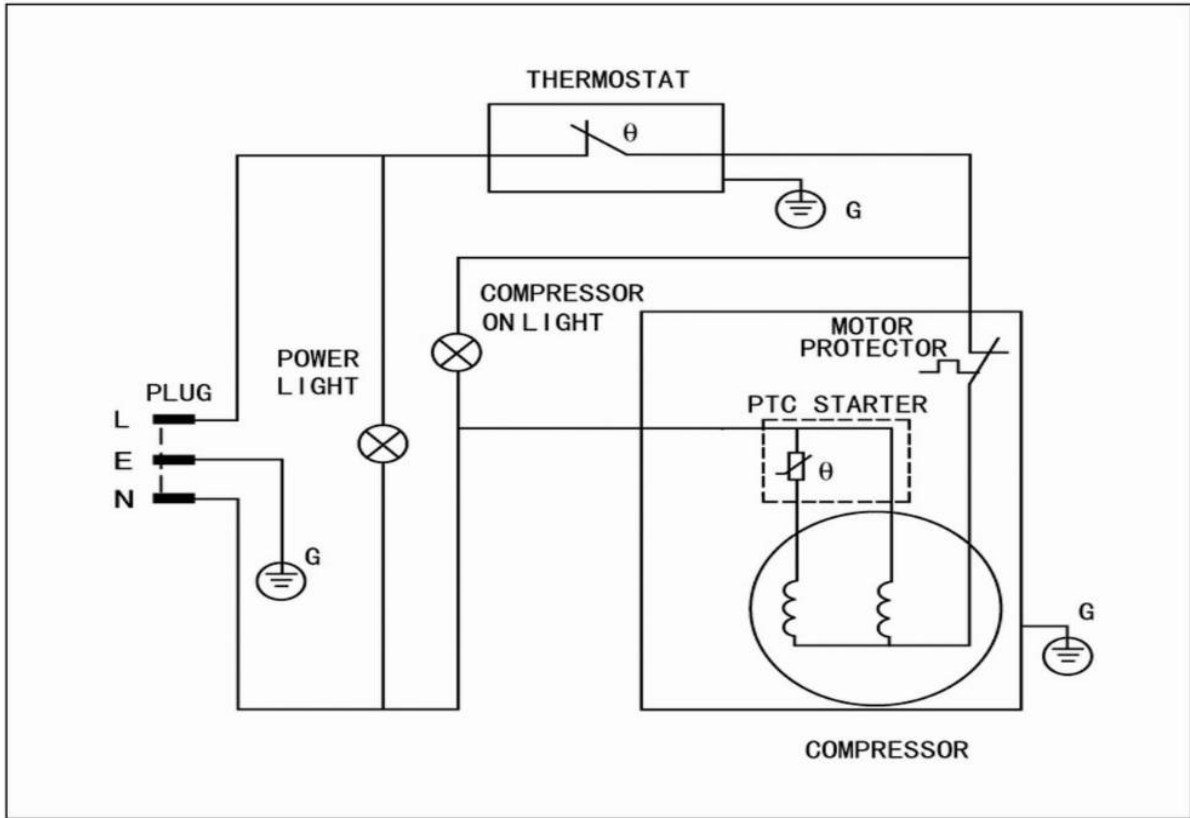 THERMOSTAT
θ
G
COMPRESSOR
ON LIGHT
MOTOR
PROTECTOR
POWER
LIGHT
PLUG
PTC STARTER
L
E
θ
N
G
G
COMPRESSOR